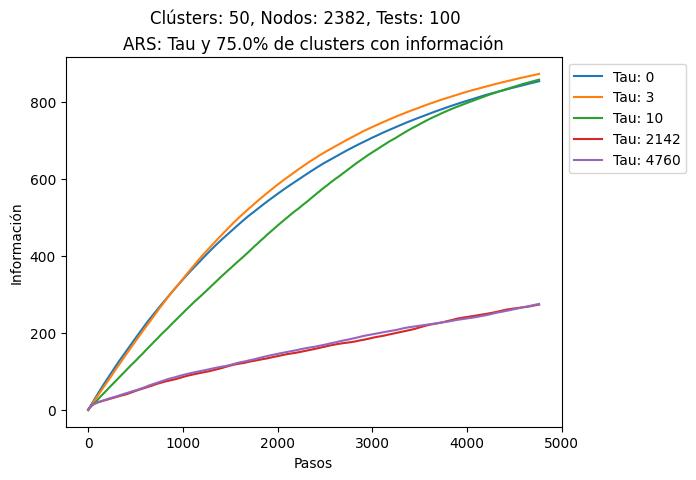 Clústers: 50, Nodos: 2382, Tests: 100
ARS: Tau y 75.0% de clusters con información
Información
800
600
400
200
0
0 1000 2000 3000 4000 5000
Pasos
Tau: 0
Tau: 3
Tau: 10
Tau: 2142
Tau: 4760